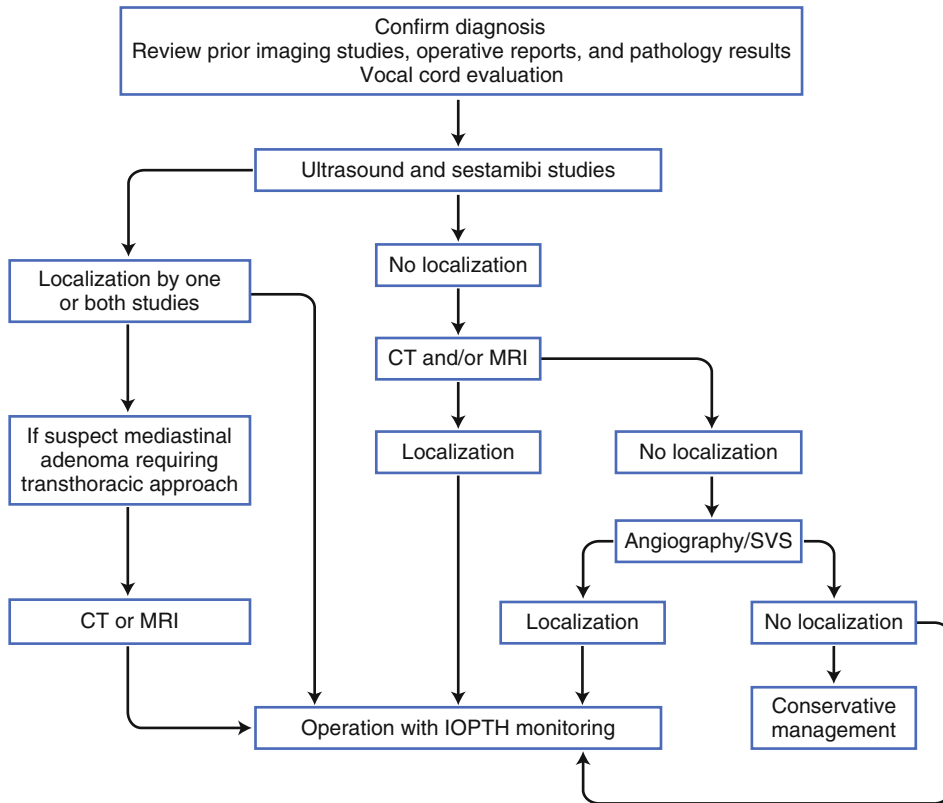 Confirm diagnosis
Review prior imaging studies, operative reports, and pathology results
Vocal cord evaluation
Ultrasound and sestamibi studies
No localization
Localization by one
or both studies
CT and/or MRI
If suspect mediastinal
adenoma requiring
transthoracic approach
Localization
No localization
Angiography/SVS
CT or MRI
Localization
No localization
Operation with IOPTH monitoring
Conservative
management